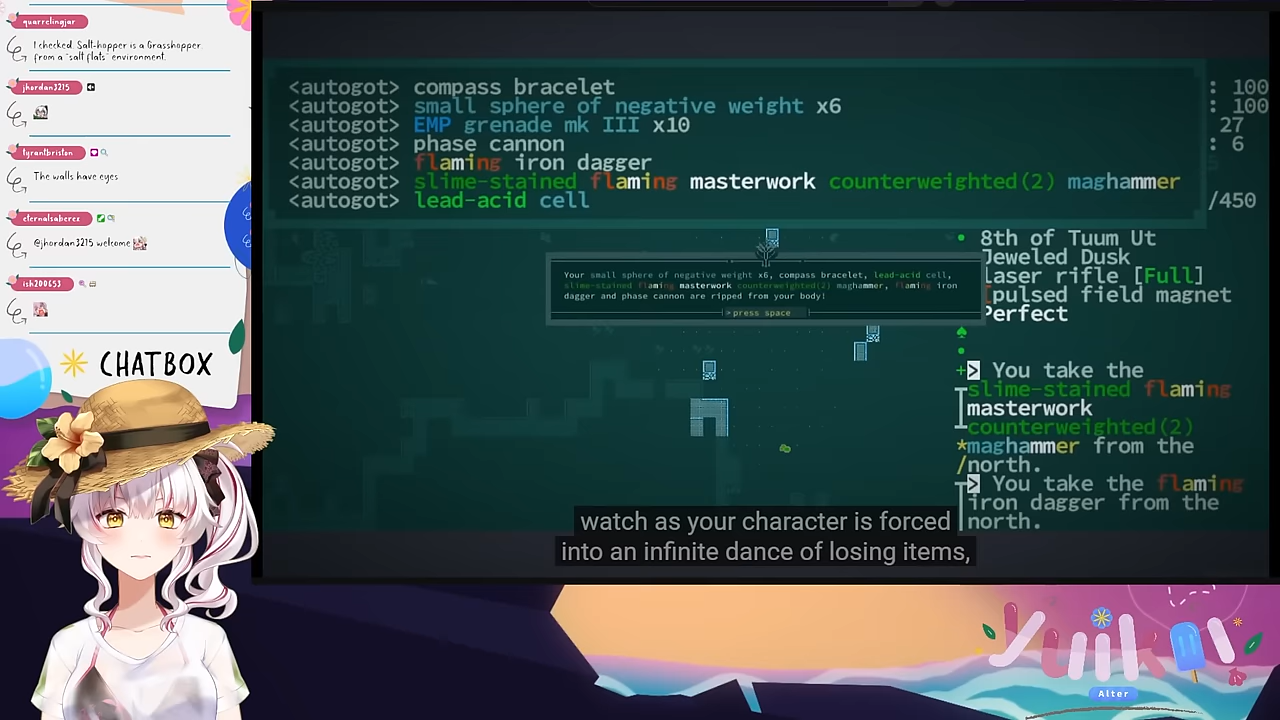 quarrelingjar
I checked. Salt-hopper is a Grasshopper.
from a "salt flats" environment.
jhordan3215
tyrantbriston
The walls have eyes
eternalsaberex
@jhordan3215 welcome
ish200653
CHATBOX
<autogot> compass bracelet
<autogot> small sphere of negative weight x6
<autogot> EMP grenade mk III x10
<autogot> phase cannon
<autogot> flaming iron dagger
<autogot> slime-stained flaming masterwork counterweighted(2) maghammer
<autogot> lead-acid cell
: 100
: 100
27
: 6
/450
8th of Tuum Ut
Jeweled Dusk
Laser rifle [Full]
[pulsed field magnet
Perfect
Your small sphere of negative weight x6, compass bracelet, lead-acid cell,
slime-stained flaming masterwork counterweighted(2) maghammer, flaming iron
dagger and phase cannon are ripped from your body!
>press space
> You take the
slime-stained flaming
masterwork
counterweighted(2)
maghammer from the
north.
> You take the flaming
iron dagger from the
north.
watch as your character is forced
into an infinite dance of losing items,
Yuiki
Alter